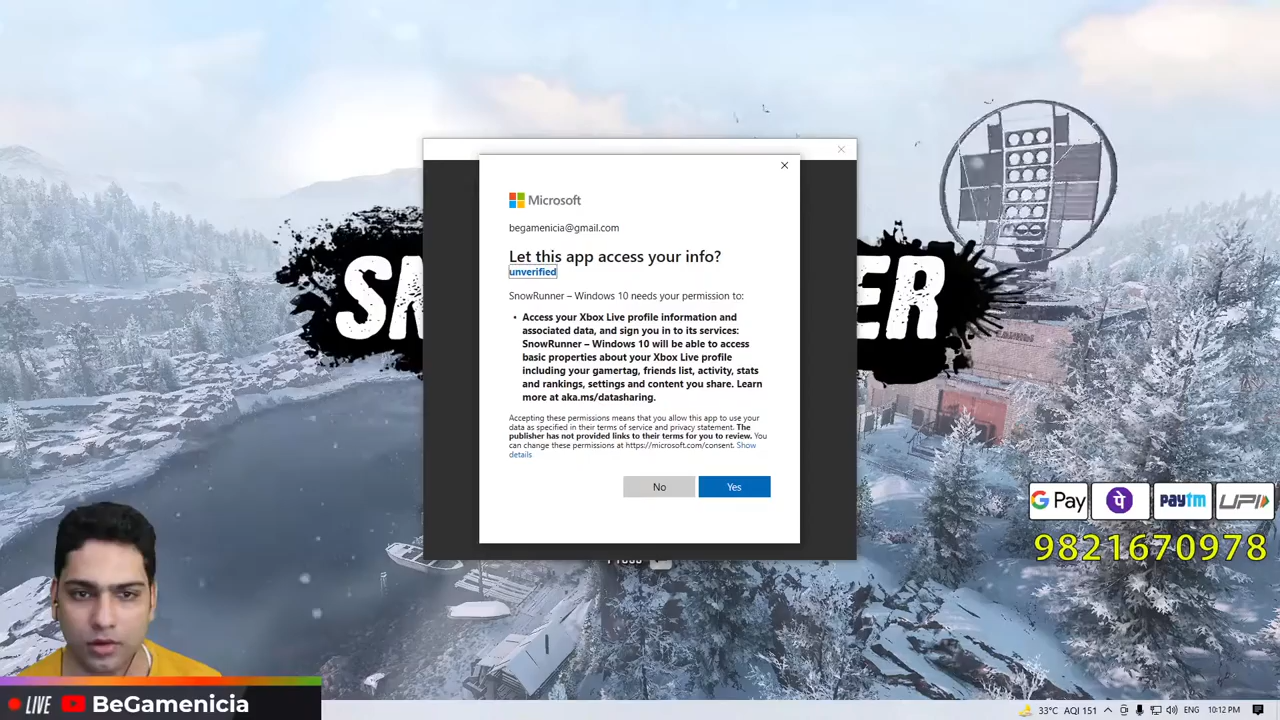 Microsoft
begamenicia@gmail.com
Let this app access your info?
unverified
SnowRunner – Windows 10 needs your permission to:
• Access your Xbox Live profile information and
associated data, and sign you in to its services:
SnowRunner – Windows 10 will be able to access
basic properties about your Xbox Live profile
including your gamertag, friends list, activity, stats
and rankings, settings and content you share. Learn
more at aka.ms/datasharing.
Accepting these permissions means that you allow this app to use your
data as specified in their terms of service and privacy statement. The
publisher has not provided links to their terms for you to review. You
can change these permissions at https://microsoft.com/consent. Show
details
No
Yes
SN
ER
Press
G Pay
पे
paytm
UPI
9821670978
LIVE
BeGamenicia
33°C AQI 151
ENG
10:12 PM